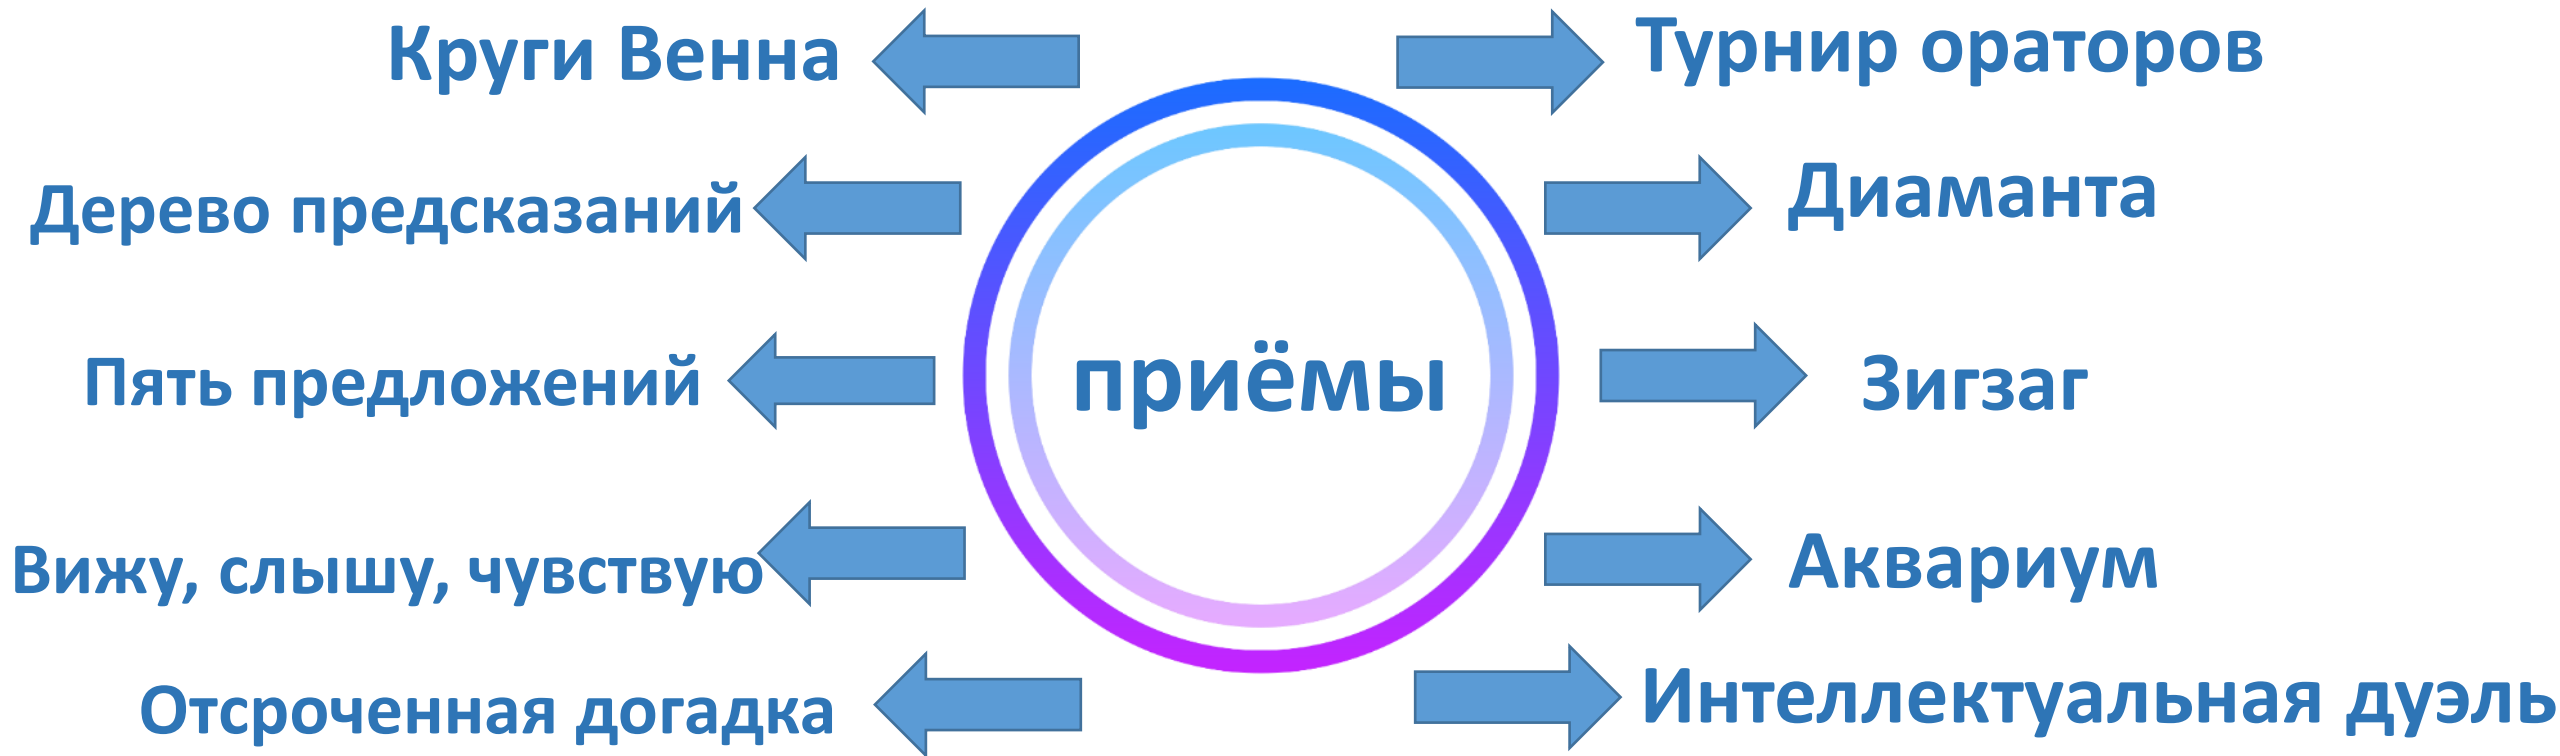 Круги Венна
Турнир ораторов
Дерево предсказаний
Диаманта
Пять предложений
приёмы
Зигзаг
Вижу, слышу, чувствую
Аквариум
Отсроченная догадка
Интеллектуальная дуэль